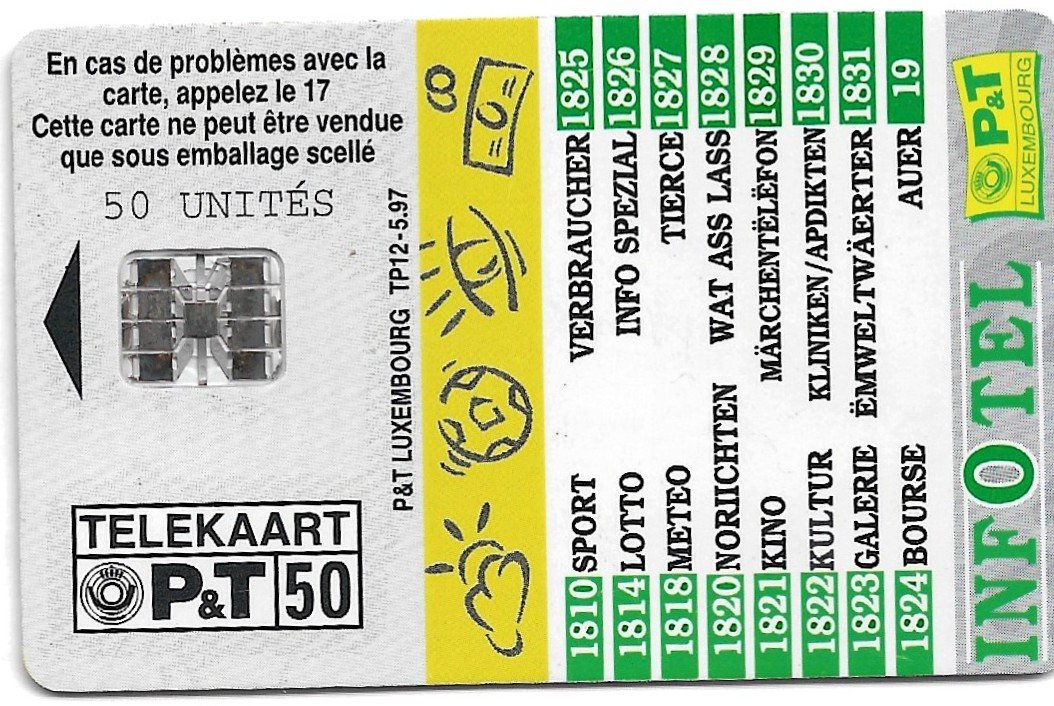 En cas de problèmes avec la
carte, appelez le 17
Cette carte ne peut être vendue
que sous emballage scellé
50 UNITÉS
TELEKAART
P&T 50
P&T LUXEMBOURG TP12-5.97
1810 SPORT VERBRAUCHER 1825
1814 LOTTO INFO SPEZIAL 1826
1818 METEO TIERCE 1827
1820 NORIICHTEN WAT ASS LASS 1828
1821 KINO MÄRCHENTËLËFON 1829
1822 KULTUR KLINIKEN/APDIKTEN 1830
1823 GALERIE ËMWELTWÄERTER 1831
1824 BOURSE AUER 19
INFOTEL
P&T
LUXEMBOURG